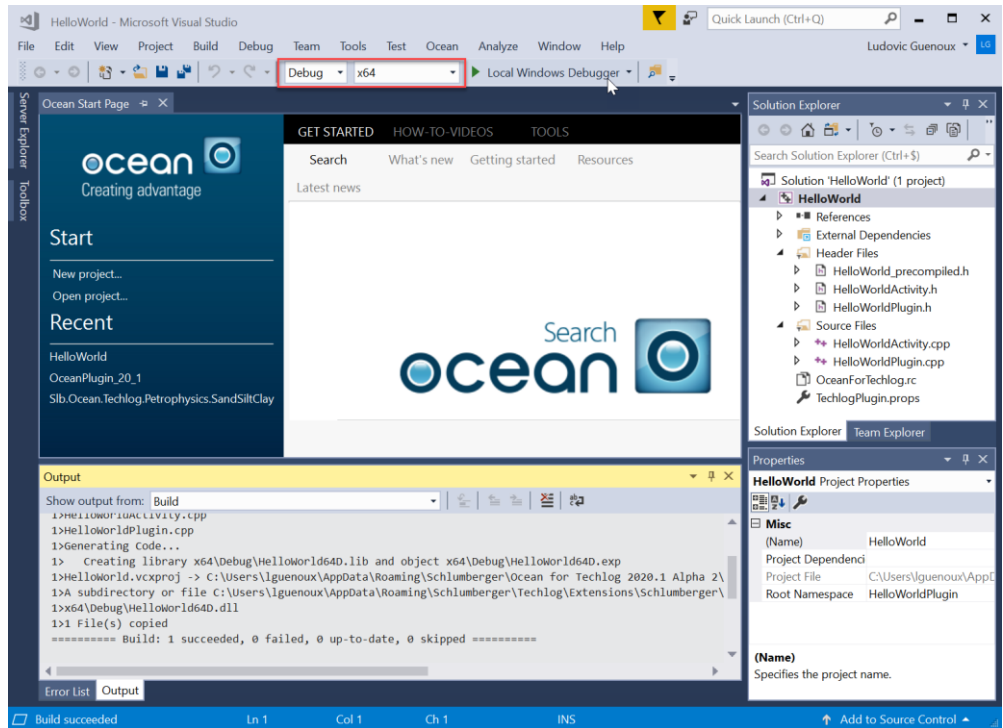 HelloWorld - Microsoft Visual Studio
Quick Launch (Ctrl+Q)
File Edit View Project Build Debug Team Tools Test Ocean Analyze Window Help
Ludovic Guenoux LG
Debug x64 Local Windows Debugger
Server Explorer
Toolbox
Ocean Start Page
ocean
Creating advantage
Start
New project...
Open project...
Recent
HelloWorld
OceanPlugin_20_1
Slb.Ocean.Techlog.Petrophysics.SandSiltClay
GET STARTED HOW-TO-VIDEOS TOOLS
Search What's new Getting started Resources
Latest news
Search
ocean
Solution Explorer
Search Solution Explorer (Ctrl+$)
Solution 'HelloWorld' (1 project)
HelloWorld
References
External Dependencies
Header Files
HelloWorld_precompiled.h
HelloWorldActivity.h
HelloWorldPlugin.h
Source Files
HelloWorldActivity.cpp
HelloWorldPlugin.cpp
OceanForTechlog.rc
TechlogPlugin.props
Solution Explorer Team Explorer
Output
Show output from: Build
1>HelloWorldActivity.cpp
1>HelloWorldPlugin.cpp
1>Generating Code...
1>   Creating library x64\Debug\HelloWorld64D.lib and object x64\Debug\HelloWorld64D.exp
1>HelloWorld.vcxproj -> C:\Users\lguenoux\AppData\Roaming\Schlumberger\Ocean for Techlog 2020.1 Alpha 2\
1>A subdirectory or file C:\Users\lguenoux\AppData\Roaming\Schlumberger\Techlog\Extensions\Schlumberger\
1>x64\Debug\HelloWorld64D.dll
1>1 File(s) copied
========== Build: 1 succeeded, 0 failed, 0 up-to-date, 0 skipped ==========
Error List Output
Properties
HelloWorld Project Properties
Misc
(Name) HelloWorld
Project Dependenci
Project File C:\Users\lguenoux\AppD
Root Namespace HelloWorldPlugin
(Name)
Specifies the project name.
Build succeeded Ln 1 Col 1 Ch 1 INS Add to Source Control